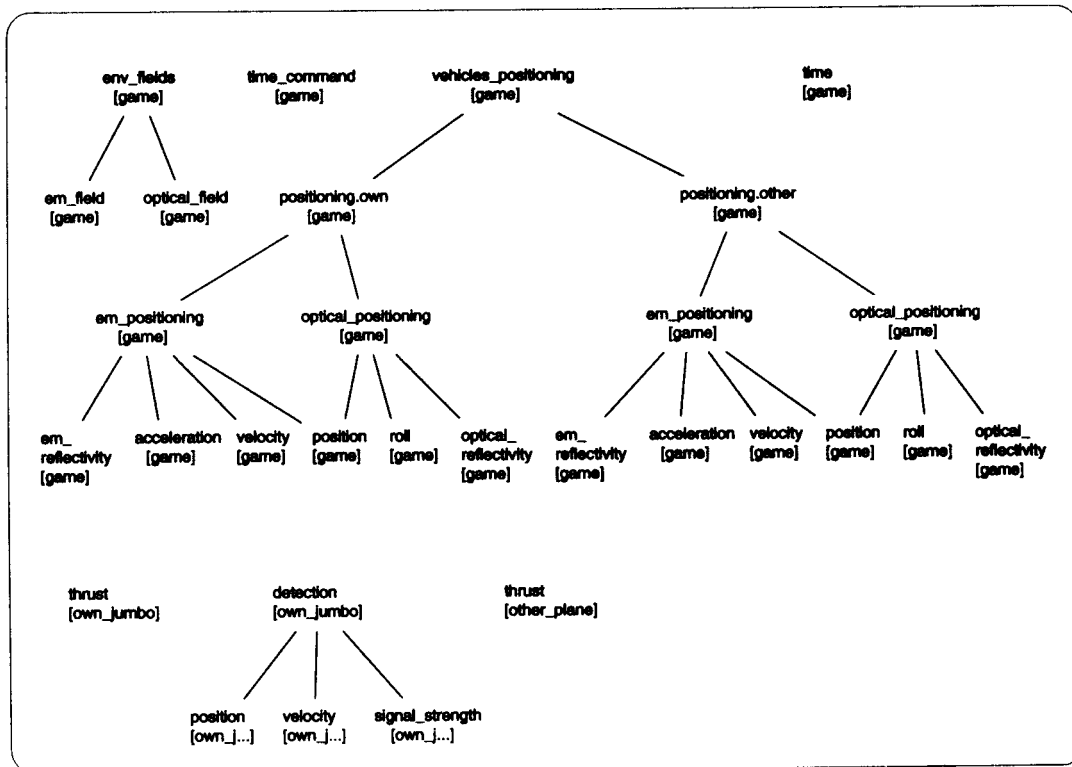 env_fields
[game]
time_command
[game]
vehicles_positioning
[game]
time
[game]
em_field
[game]
optical_field
[game]
positioning.own
[game]
positioning.other
[game]
em_positioning
[game]
optical_positioning
[game]
em_positioning
[game]
optical_positioning
[game]
em_
reflectivity
[game]
acceleration
[game]
velocity
[game]
position
[game]
roll
[game]
optical_
reflectivity
[game]
em_
reflectivity
[game]
acceleration
[game]
velocity
[game]
position
[game]
roll
[game]
optical_
reflectivity
[game]
thrust
[own_jumbo]
detection
[own_jumbo]
thrust
[other_plane]
position
[own_j...]
velocity
[own_j...]
signal_strength
[own_j...]